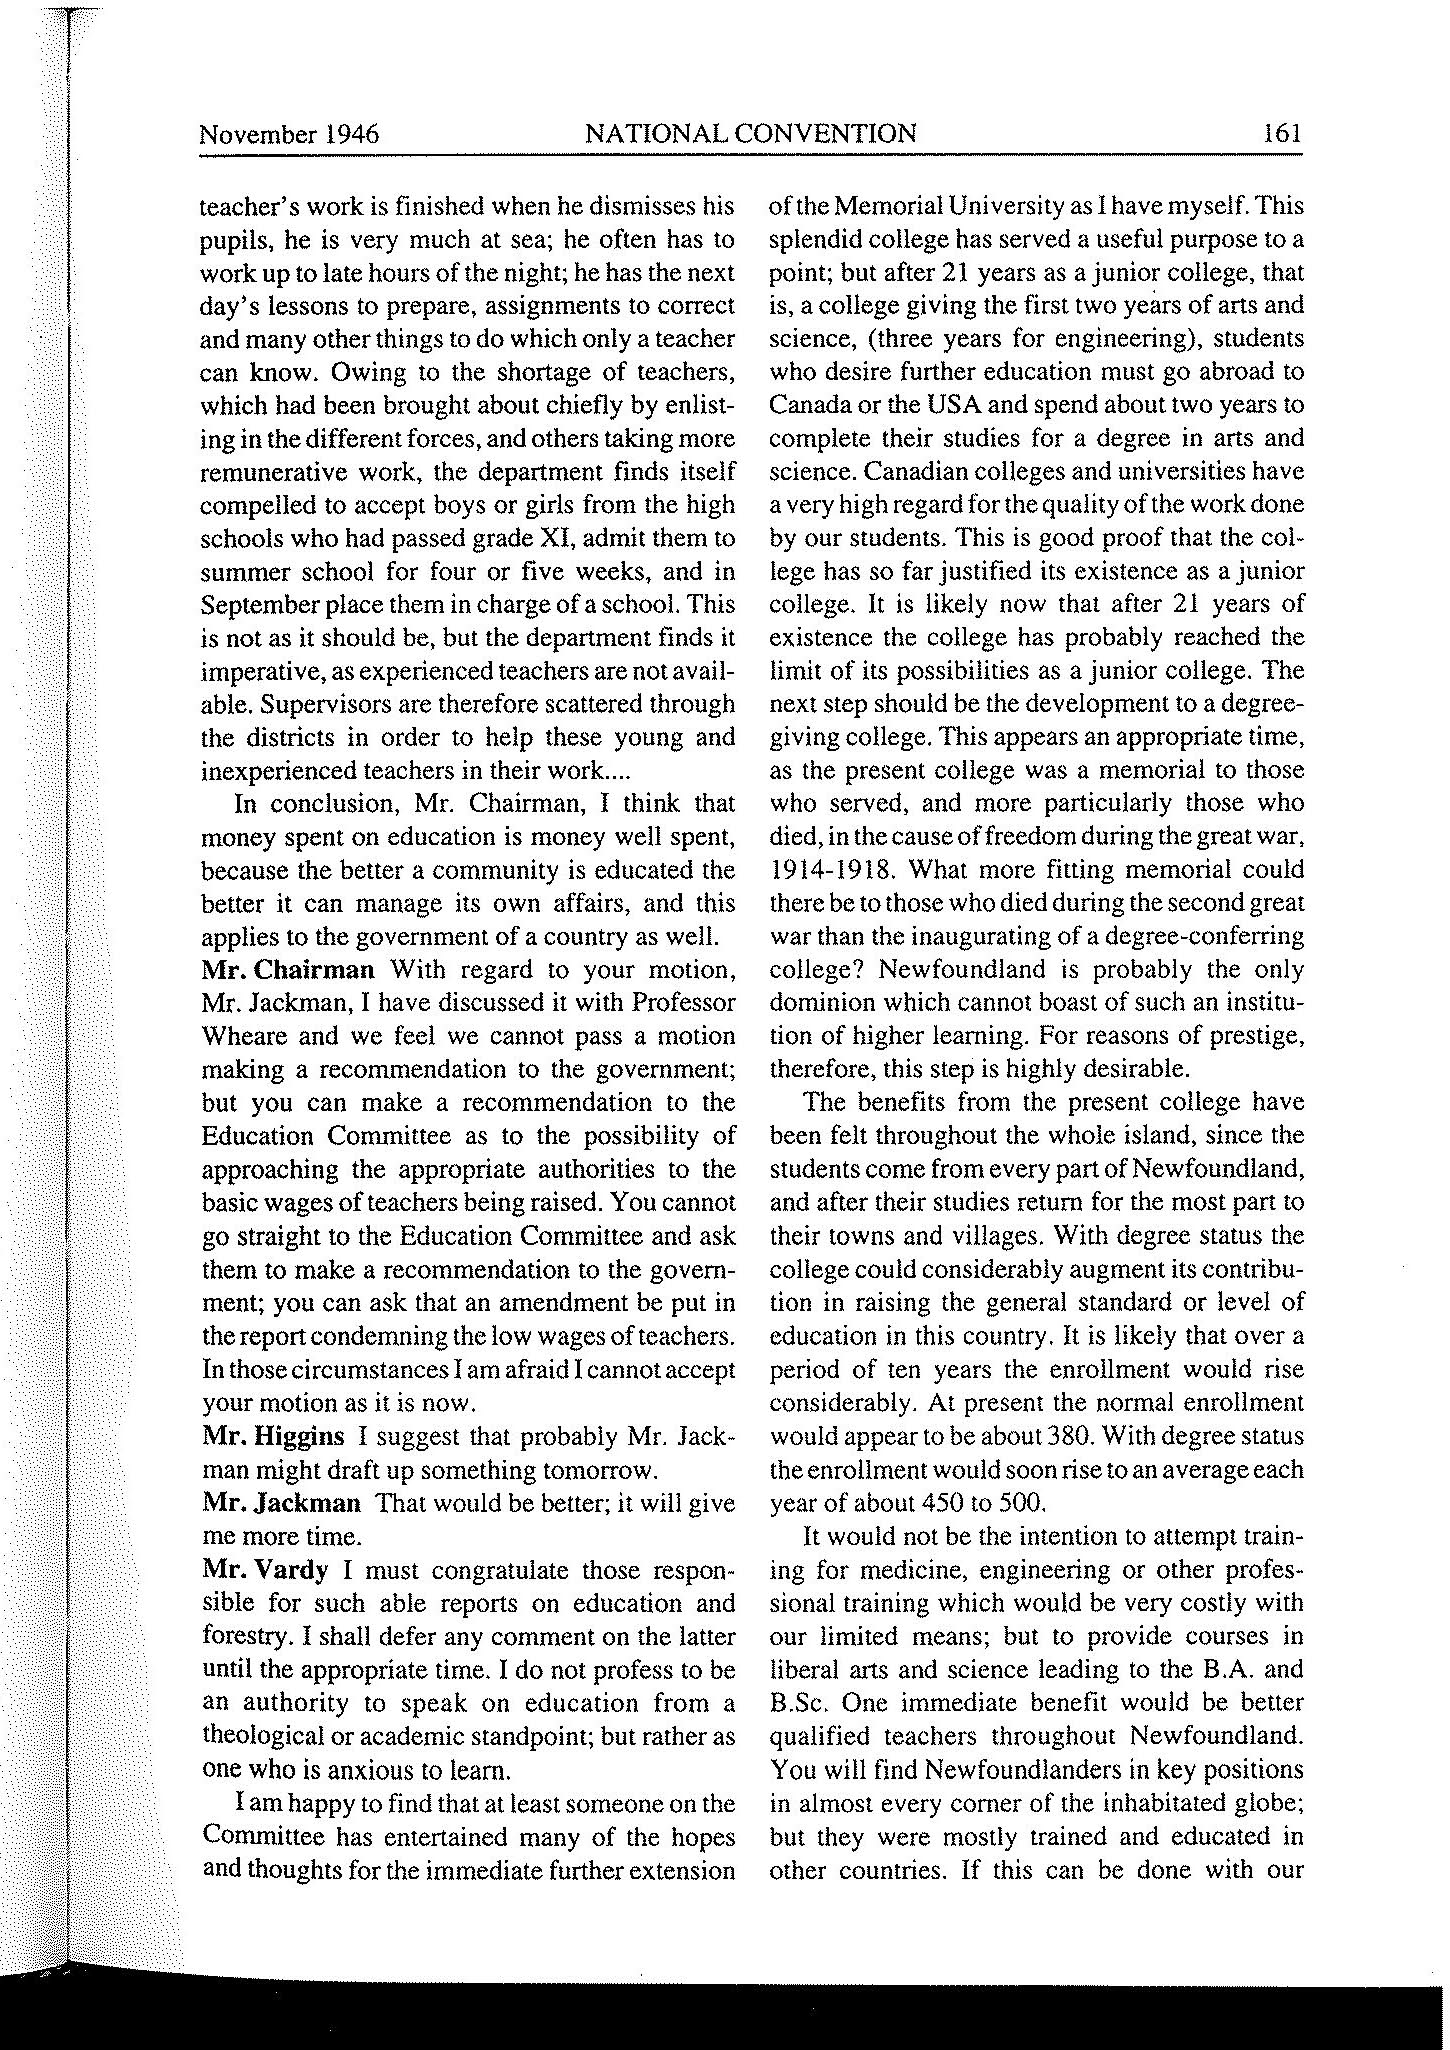 November 1946 NATIONAL CONVENTION 161
teacher's work is finished when he dismisses his
pupils, he is very much at sea; he often has to
work up to late hours of the night; he has the next
day's lessons to prepare, assignments to correct
and many other things to do which only a teacher
can know. Owing to the shortage of teachers,
which had been brought about chiefly by enlist-
ing in the different forces, and others taking more
remunerative work, the department finds itself
compelled to accept boys or girls from the high
schools who had passed grade XI, admit them to
summer school for four or five weeks, and in
September place them in charge of a school. This
is not as it should be, but the department finds it
imperative, as experienced teachers are not avail-
able. Supervisors are therefore scattered through
the districts in order to help these young and
inexperienced teachers in their work....
In conclusion, Mr. Chairman, I think that
money spent on education is money well spent,
because the better a community is educated the
better it can manage its own affairs, and this
applies to the government of a country as well.
Mr. Chairman With regard to your motion,
Mr. Jackman, I have discussed it with Professor
Wheare and we feel we cannot pass a motion
making a recommendation to the government;
but you can make a recommendation to the
Education Committee as to the possibility of
approaching the appropriate authorities to the
basic wages of teachers being raised. You cannot
go straight to the Education Committee and ask
them to make a recommendation to the govern-
ment; you can ask that an amendment be put in
the report condemning the low wages of teachers.
In those circumstances I am afraid I cannot accept
your motion as it is now.
Mr. Higgins I suggest that probably Mr. Jack-
man might draft up something tomorrow.
Mr. Jackman That would be better; it will give
me more time.
Mr. Vardy I must congratulate those respon-
sible for such able reports on education and
forestry. I shall defer any comment on the latter
until the appropriate time. I do not profess to be
an authority to speak on education from a
theological or academic standpoint; but rather as
one who is anxious to learn.
I am happy to find that at least someone on the
Committee has entertained many of the hopes
and thoughts for the immediate further extension
of the Memorial University as I have myself. This
splendid college has served a useful purpose to a
point; but after 21 years as a junior college, that
is, a college giving the first two years of arts and
science, (three years for engineering), students
who desire further education must go abroad to
Canada or the USA and spend about two years to
complete their studies for a degree in arts and
science. Canadian colleges and universities have
a very high regard for the quality of the work done
by our students. This is good proof that the col-
lege has so far justified its existence as a junior
college. It is likely now that after 21 years of
existence the college has probably reached the
limit of its possibilities as a junior college. The
next step should be the development to a degree-
giving college. This appears an appropriate time,
as the present college was a memorial to those
who served, and more particularly those who
died, in the cause of freedom during the great war,
1914-1918. What more fitting memorial could
there be to those who died during the second great
war than the inaugurating of a degree-conferring
college? Newfoundland is probably the only
dominion which cannot boast of such an institu-
tion of higher learning. For reasons of prestige,
therefore, this step is highly desirable.
The benefits from the present college have
been felt throughout the whole island, since the
students come from every part of Newfoundland,
and after their studies return for the most part to
their towns and villages. With degree status the
college could considerably augment its contribu-
tion in raising the general standard or level of
education in this country. It is likely that over a
period of ten years the enrollment would rise
considerably. At present the normal enrollment
would appear to be about 380. With degree status
the enrollment would soon rise to an average each
year of about 450 to 500.
It would not be the intention to attempt train-
ing for medicine, engineering or other profes-
sional training which would be very costly with
our limited means; but to provide courses in
liberal arts and science leading to the B.A. and
B.Sc. One immediate benefit would be better
qualified teachers throughout Newfoundland.
You will find Newfoundlanders in key positions
in almost every corner of the inhabitated globe;
but they were mostly trained and educated in
other countries. If this can be done with our